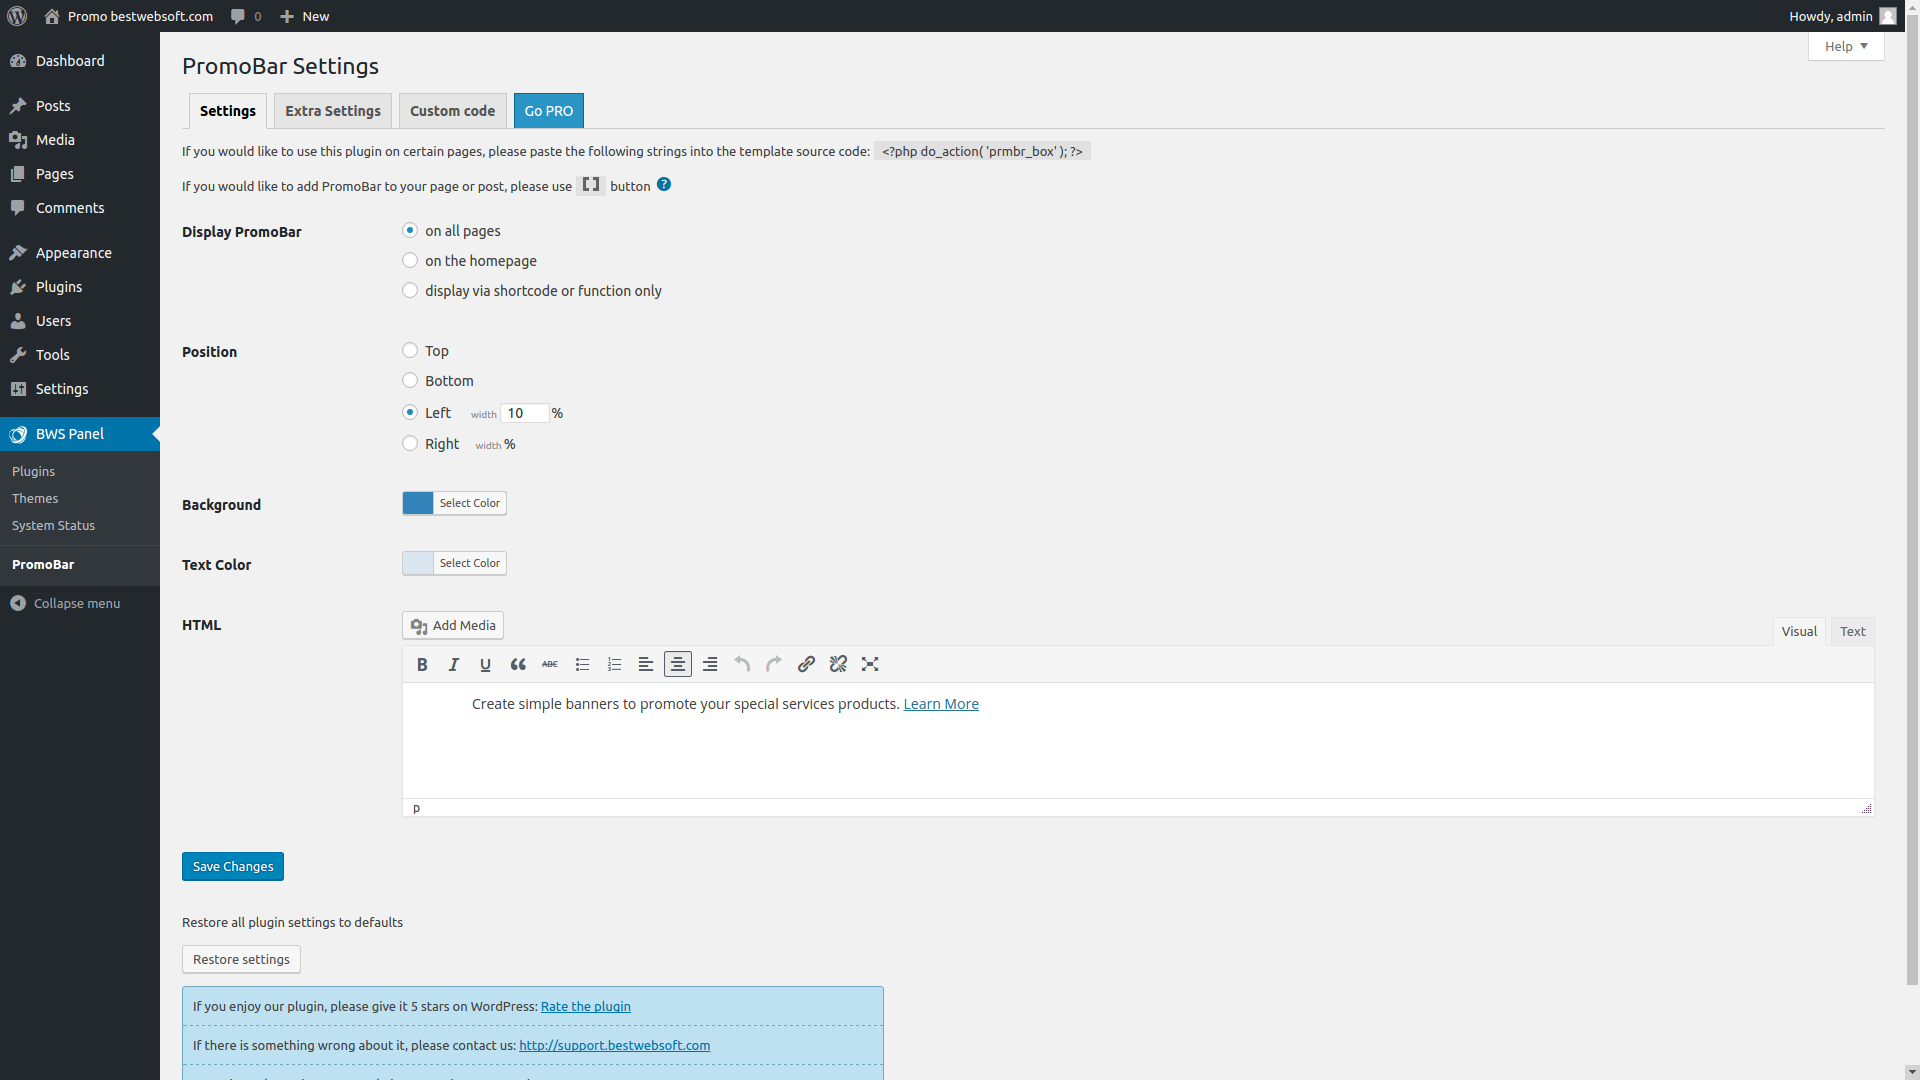 Promo bestwebsoft.com 0 New Howdy, admin
Help
Dashboard
Posts
Media
Pages
Comments
Appearance
Plugins
Users
Tools
Settings
BWS Panel
Plugins
Themes
System Status
PromoBar
Collapse menu
PromoBar Settings
Settings Extra Settings Custom code Go PRO
If you would like to use this plugin on certain pages, please paste the following strings into the template source code: <?php do_action( 'prmbr_box' ); ?>
If you would like to add PromoBar to your page or post, please use [] button ?
Display PromoBar
on all pages
on the homepage
display via shortcode or function only
Position
Top
Bottom
Left width 10 %
Right width %
Background Select Color
Text Color Select Color
HTML Add Media Visual Text
B I U ABC
Create simple banners to promote your special services products. Learn More
p
Save Changes
Restore all plugin settings to defaults
Restore settings
If you enjoy our plugin, please give it 5 stars on WordPress: Rate the plugin
If there is something wrong about it, please contact us: http://support.bestwebsoft.com